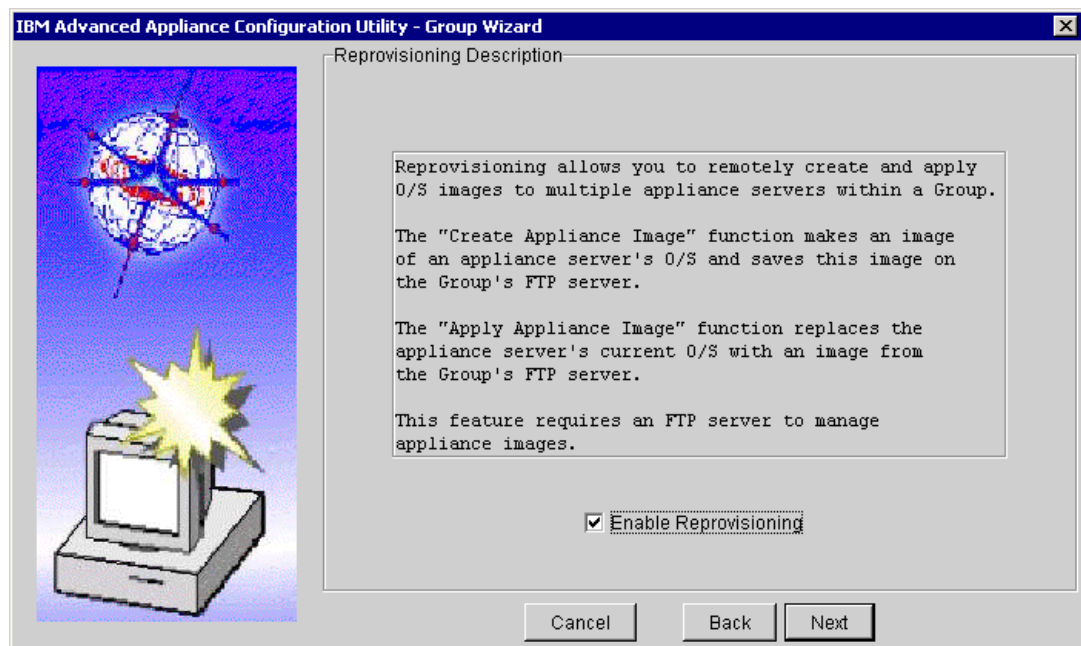 IBM Advanced Appliance Configuration Utility - Group Wizard
Reprovisioning Description
Reprovisioning allows you to remotely create and apply
O/S images to multiple appliance servers within a Group.
The "Create Appliance Image" function makes an image
of an appliance server's O/S and saves this image on
the Group's FTP server.
The "Apply Appliance Image" function replaces the
appliance server's current O/S with an image from
the Group's FTP server.
This feature requires an FTP server to manage
appliance images.
Enable Reprovisioning
Cancel Back Next